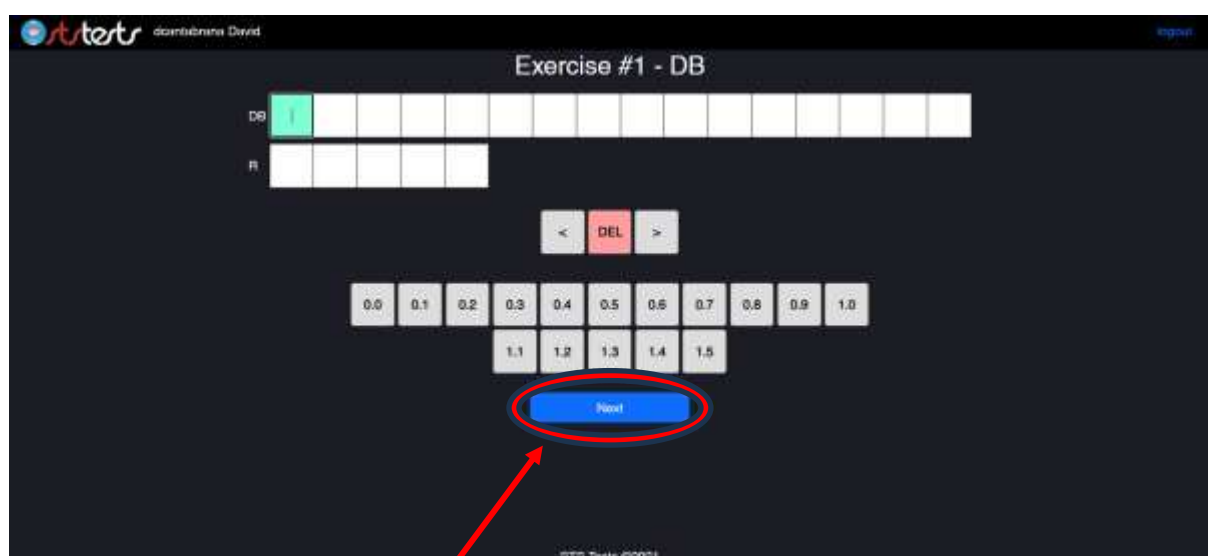 ststests David logout
Exercise #1 - DB
DB
R
< DEL >
0.0 0.1 0.2 0.3 0.4 0.5 0.6 0.7 0.8 0.9 1.0
1.1 1.2 1.3 1.4 1.5
Next